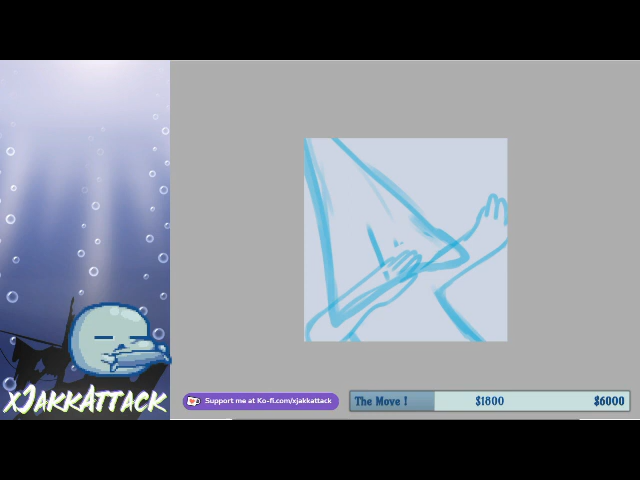 xJakkAttack
Support me at Ko-fi.com/xjakkattack
The Move ! $1800 $6000